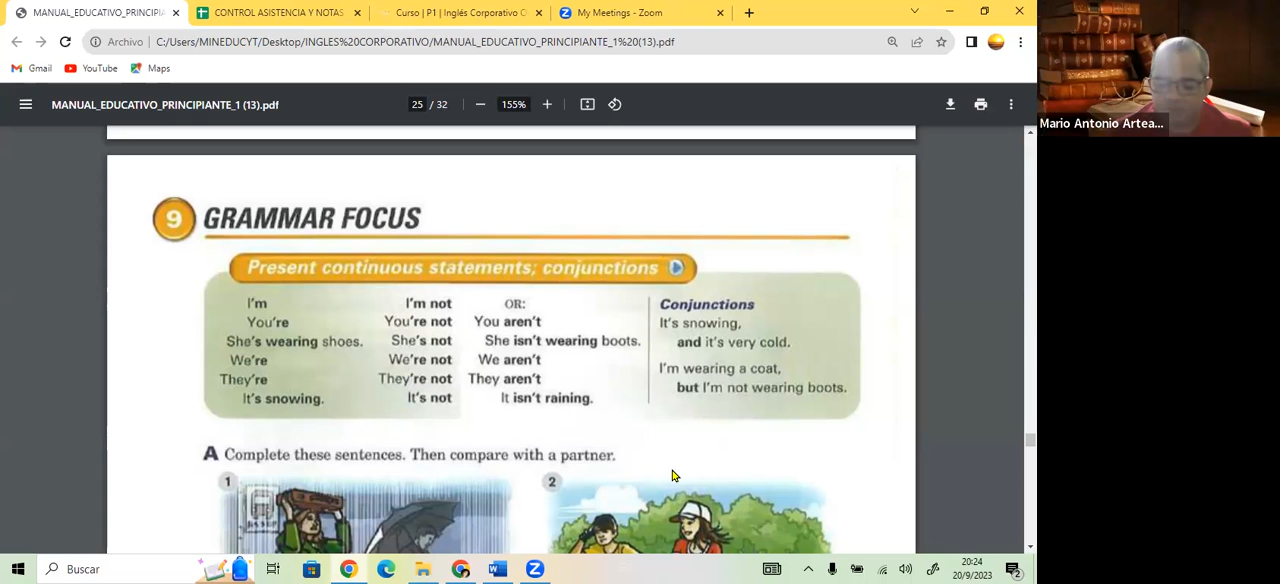 MANUAL_EDUCATIVO_PRINCIPIA
CONTROL ASISTENCIA Y NOTAS
Curso | P1 | Inglés Corporativo O
My Meetings - Zoom
Archivo
C:/Users/MINEDUCYT/Desktop/INGLES%20CORPORATIVO/MANUAL_EDUCATIVO_PRINCIPIANTE_1%20(13).pdf
Gmail
YouTube
Maps
MANUAL_EDUCATIVO_PRINCIPIANTE_1 (13).pdf
25 / 32
155%
Mario Antonio Artea...
9 GRAMMAR FOCUS
Present continuous statements; conjunctions
I'm
You're
She's wearing shoes.
We're
They're
It's snowing.
I'm not
You're not
She's not
We're not
They're not
It's not
OR:
You aren't
She isn't wearing boots.
We aren't
They aren't
It isn't raining.
Conjunctions
It's snowing,
and it's very cold.
I'm wearing a coat,
but I'm not wearing boots.
A Complete these sentences. Then compare with a partner.
1
2
Buscar
20:24
20/9/2023
2